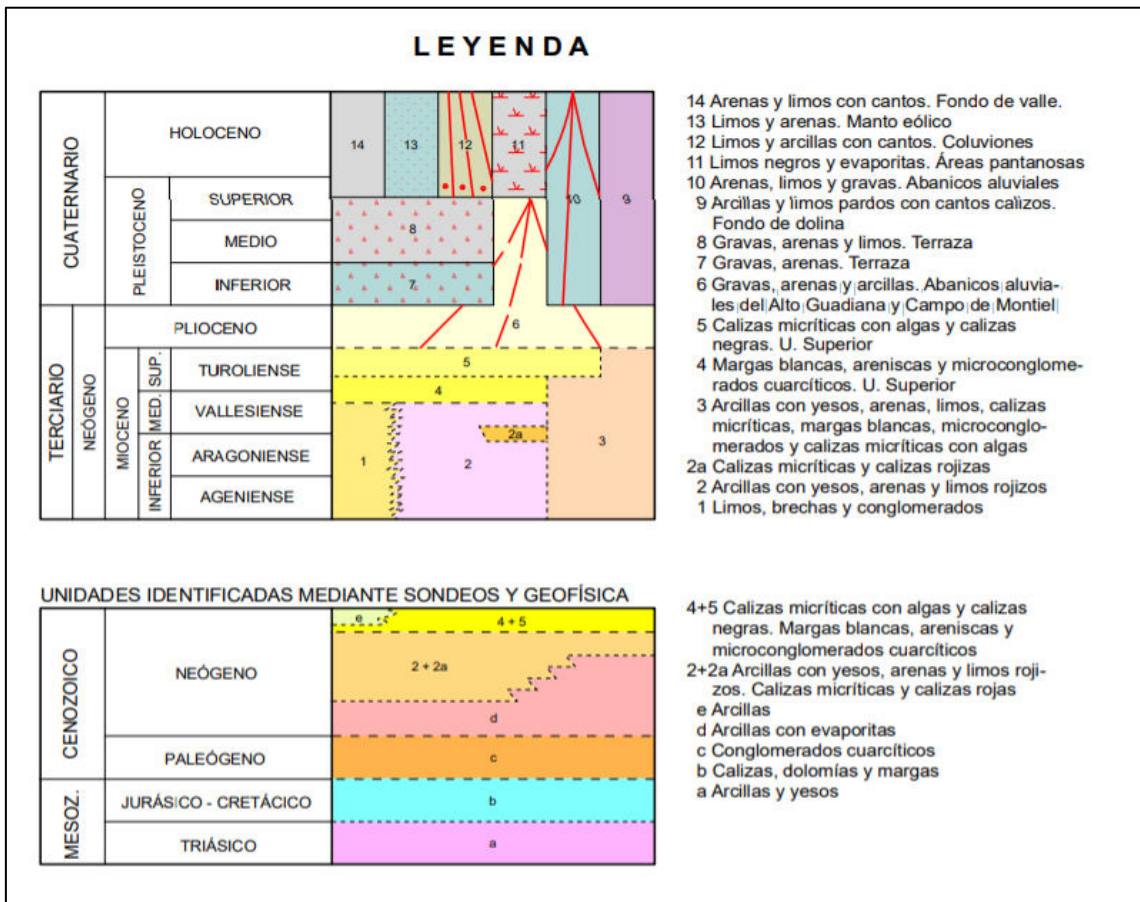 LEYENDA
CUATERNARIO
HOLOCENO
PLEISTOCENO
SUPERIOR
MEDIO
INFERIOR
TERCIARIO
NEÓGENO
PLIOCENO
MIOCENO
SUP.
TUROLIENSE
MED.
VALLESIENSE
INFERIOR
ARAGONIENSE
AGENIENSE
14
13
12
11
10
9
8
7
6
5
4
2a
3
1
2
14 Arenas y limos con cantos. Fondo de valle.
13 Limos y arenas. Manto eólico
12 Limos y arcillas con cantos. Coluviones
11 Limos negros y evaporitas. Áreas pantanosas
10 Arenas, limos y gravas. Abanicos aluviales
9 Arcillas y limos pardos con cantos calizos.
Fondo de dolina
8 Gravas, arenas y limos. Terraza
7 Gravas, arenas. Terraza
6 Gravas, arenas y arcillas. Abanicos aluvia-
les del Alto Guadiana y Campo de Montiel
5 Calizas micríticas con algas y calizas
negras. U. Superior
4 Margas blancas, areniscas y microconglome-
rados cuarcíticos. U. Superior
3 Arcillas con yesos, arenas, limos, calizas
micríticas, margas blancas, microconglo-
merados y calizas micríticas con algas
2a Calizas micríticas y calizas rojizas
2 Arcillas con yesos, arenas y limos rojizos
1 Limos, brechas y conglomerados
UNIDADES IDENTIFICADAS MEDIANTE SONDEOS Y GEOFÍSICA
CENOZOICO
NEÓGENO
PALEÓGENO
MESOZ.
JURÁSICO - CRETÁCICO
TRIÁSICO
e
4 + 5
2 + 2a
d
c
b
a
4+5 Calizas micríticas con algas y calizas
negras. Margas blancas, areniscas y
microconglomerados cuarcíticos
2+2a Arcillas con yesos, arenas y limos roji-
zos. Calizas micríticas y calizas rojas
e Arcillas
d Arcillas con evaporitas
c Conglomerados cuarcíticos
b Calizas, dolomías y margas
a Arcillas y yesos